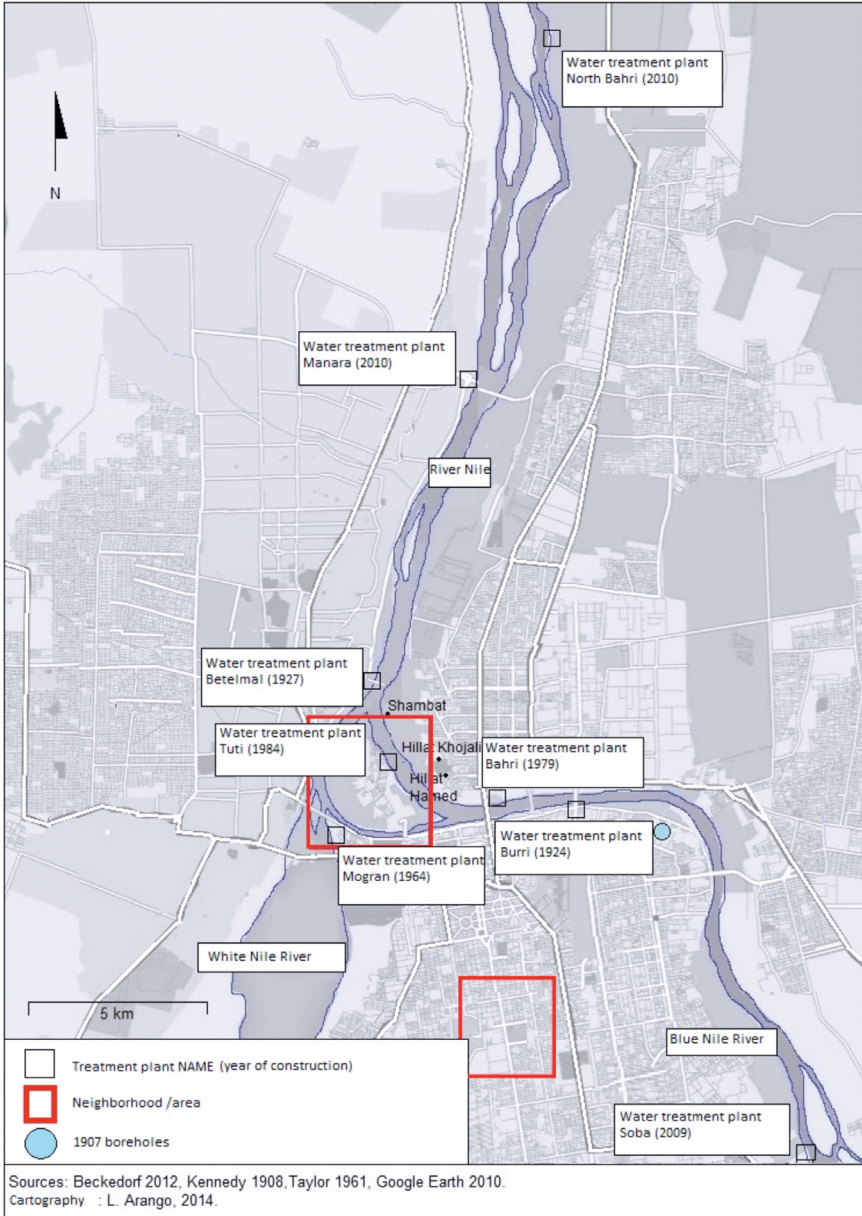 Water treatment plant
North Bahri (2010)
N
Water treatment plant
Manara (2010)
River Nile
Water treatment plant
Betelmal (1927)
Shambat
Water treatment plant
Tuti (1984)
Hillat Khojali
Water treatment plant
Bahri (1979)
Hillat
Hamed
Water treatment plant
Burri (1924)
Water treatment plant
Mogran (1964)
White Nile River
5 km
Blue Nile River
Treatment plant NAME (year of construction)
Neighborhood /area
1907 boreholes
Water treatment plant
Soba (2009)
Sources: Beckedorf 2012, Kennedy 1908,Taylor 1961, Google Earth 2010.
Cartography : L. Arango, 2014.